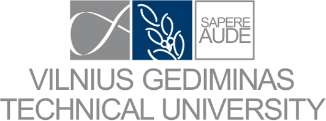 SAPERE
AUDE
VILNIUS GEDIMINAS
TECHNICAL UNIVERSITY